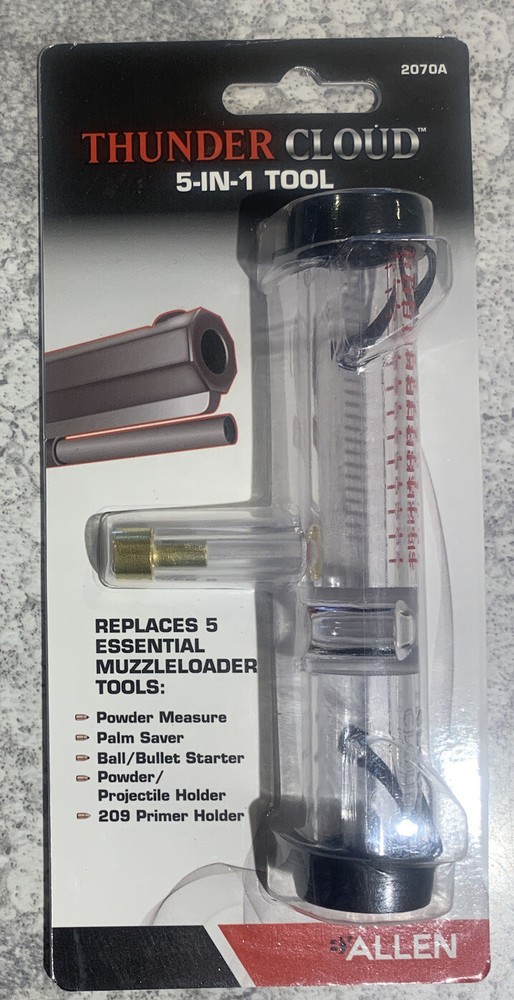 2070A
THUNDER CLOUD™
5-IN-1 TOOL
REPLACES 5
ESSENTIAL
MUZZLELOADER
TOOLS:
Powder Measure
Palm Saver
Ball/Bullet Starter
Powder/
Projectile Holder
209 Primer Holder
BY ALLEN